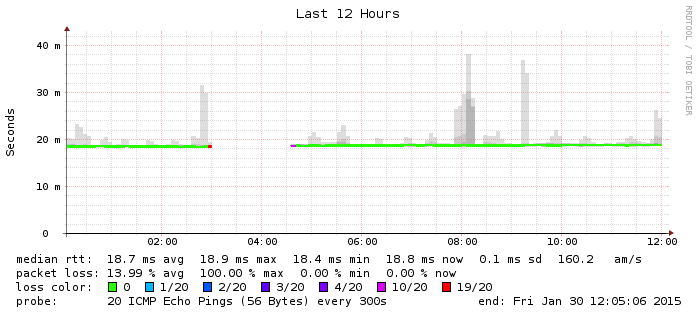 Last 12 Hours
RRDTOOL / TOBI OETIKER
Seconds
40 m
30 m
20 m
10 m
0
02:00 04:00 06:00 08:00 10:00 12:00
median rtt: 18.7 ms avg 18.9 ms max 18.4 ms min 18.8 ms now 0.1 ms sd 160.2 am/s
packet loss: 13.99 % avg 100.00 % max 0.00 % min 0.00 % now
loss color: 0 1/20 2/20 3/20 4/20 10/20 19/20
probe: 20 ICMP Echo Pings (56 Bytes) every 300s end: Fri Jan 30 12:05:06 2015